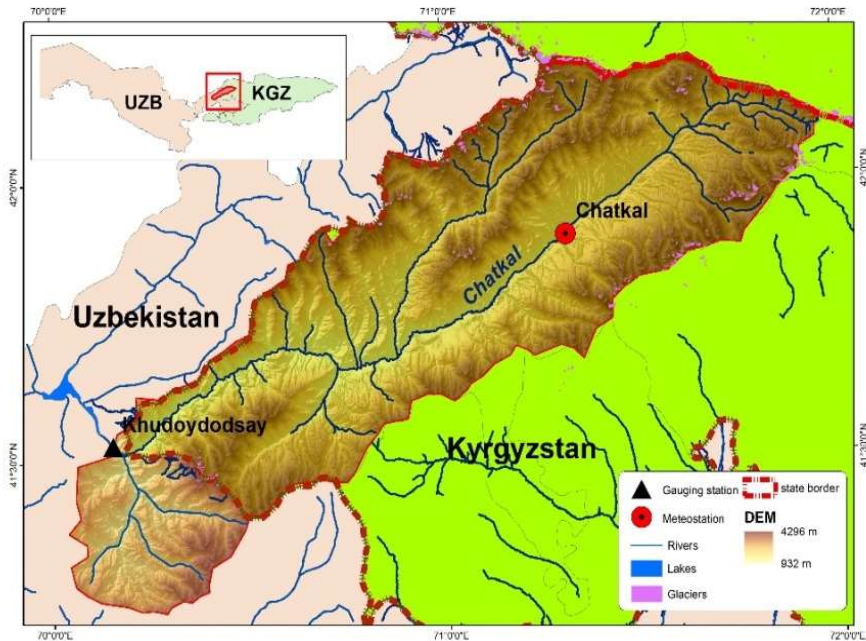 70°0'0"E
71°0'0"E
72°0'0"E
UZB
KGZ
42°0'0"N
42°0'0"N
Chatkal
Chatkal
Uzbekistan
Khudoydodsay
Kyrgyzstan
41°30'0"N
41°30'0"N
Gauging station
state border
Meteostation
DEM
Rivers
4296 m
Lakes
932 m
Glaciers
70°0'0"E
71°0'0"E
72°0'0"E